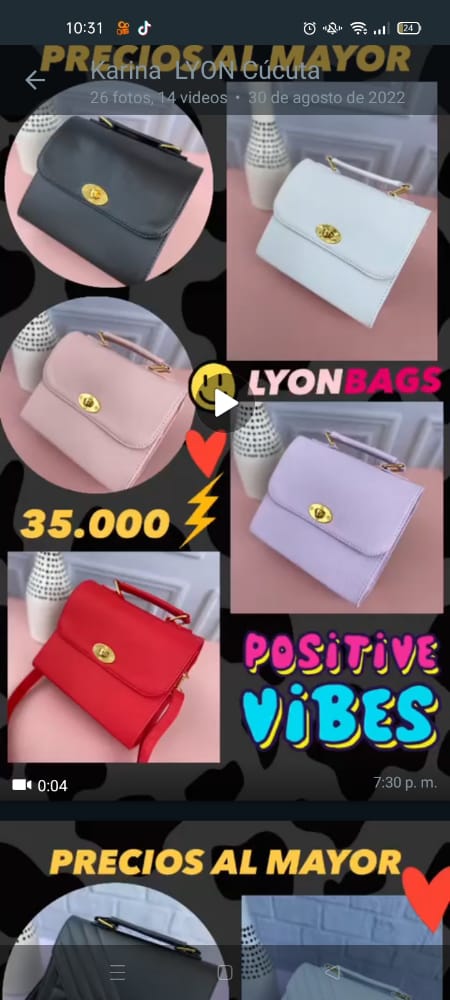 10:31
24
PRECIOS AL MAYOR
Karina LYON Cúcuta
26 fotos, 14 videos • 30 de agosto de 2022
LYONBAGS
35.000
POSITIVE
VIBES
0:04
7:30 p. m.
PRECIOS AL MAYOR